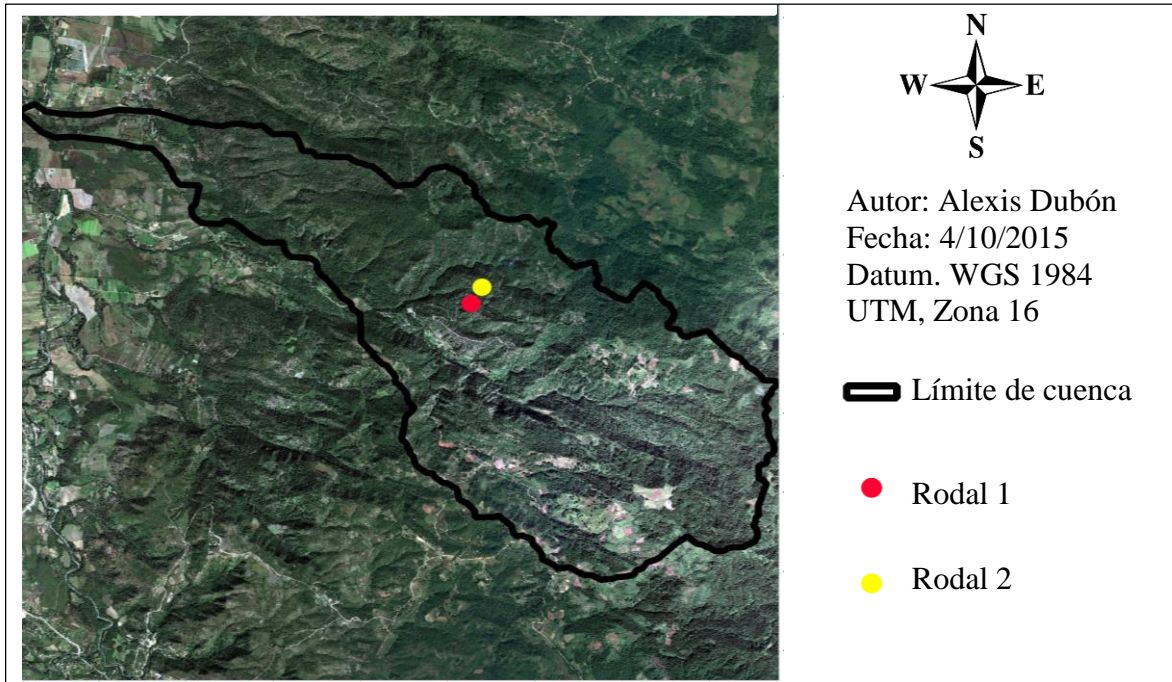 N
W E
S
Autor: Alexis Dubón
Fecha: 4/10/2015
Datum. WGS 1984
UTM, Zona 16
Límite de cuenca
Rodal 1
Rodal 2